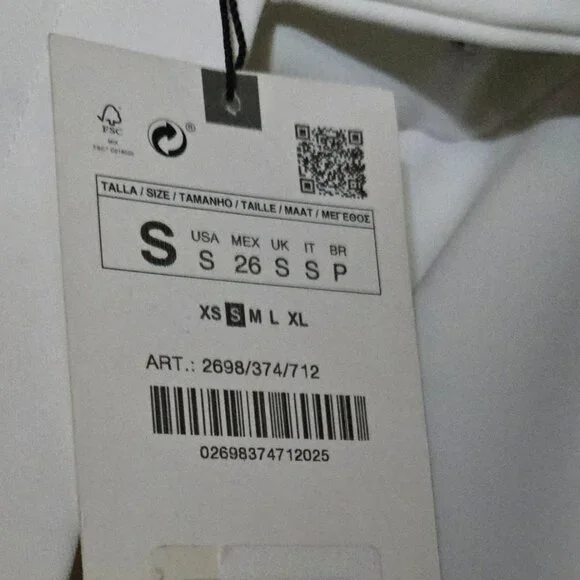 FSC
MIX
®
TALLA / SIZE / TAMANHO / TAILLE / MAAT / ΜΕΓΕΘΟΣ
S
USA MEX UK IT BR
S 26 S S P
XS S M L XL
ART.: 2698/374/712
02698374712025